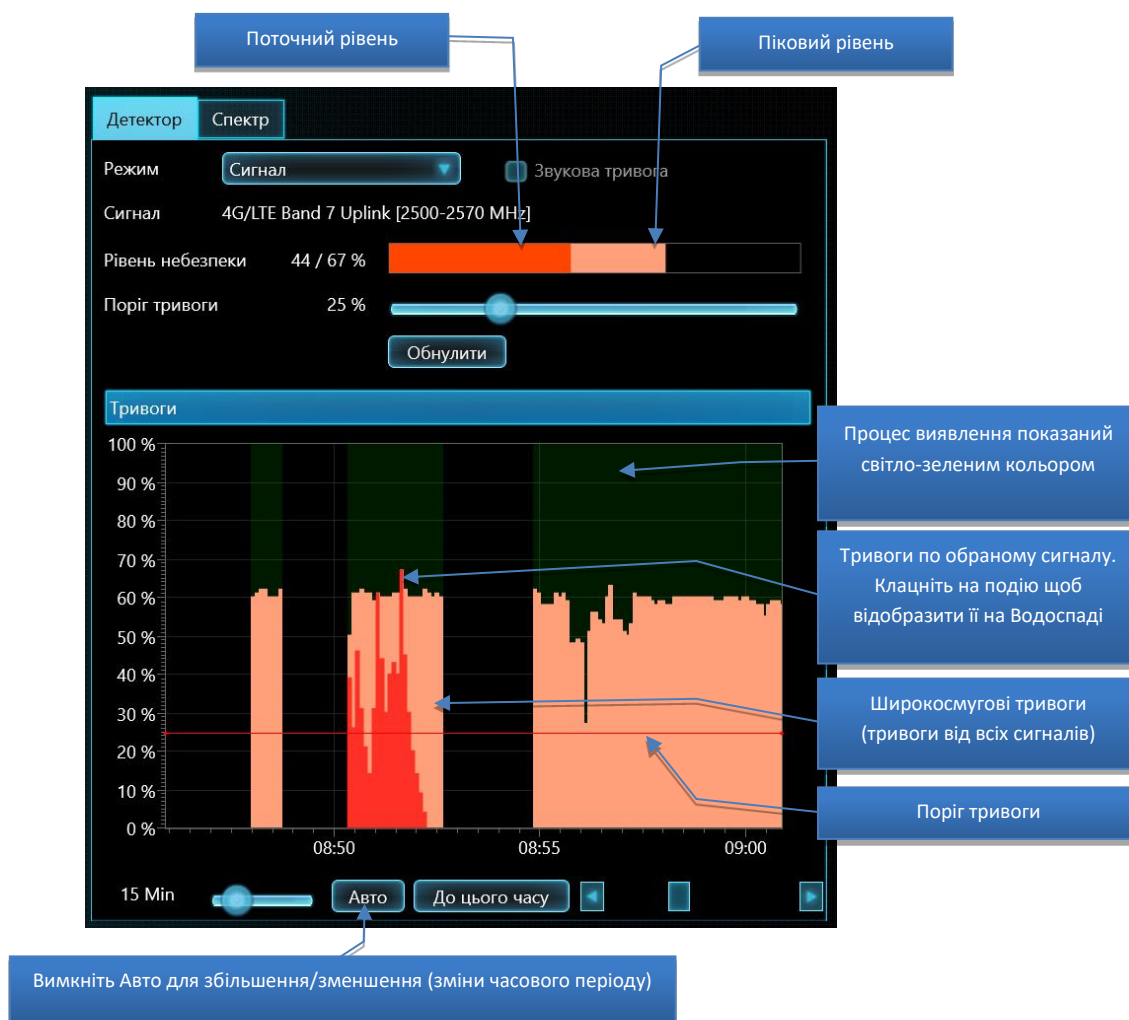 Поточний рівень
Піковий рівень
Детектор
Спектр
Режим
Сигнал
Звукова тривога
Сигнал
4G/LTE Band 7 Uplink [2500-2570 MHz]
Рівень небезпеки
44 / 67 %
Поріг тривоги
25 %
Обнулити
Тривоги
100 %
90 %
80 %
70 %
60 %
50 %
40 %
30 %
20 %
10 %
0 %
08:50
08:55
09:00
Процес виявлення показаний
світло-зеленим кольором
Тривоги по обраному сигналу.
Клацніть на подію щоб
відобразити її на Водоспаді
Широкосмугові тривоги
(тривоги від всіх сигналів)
Поріг тривоги
15 Min
Авто
До цього часу
Вимкніть Авто для збільшення/зменшення (зміни часового періоду)